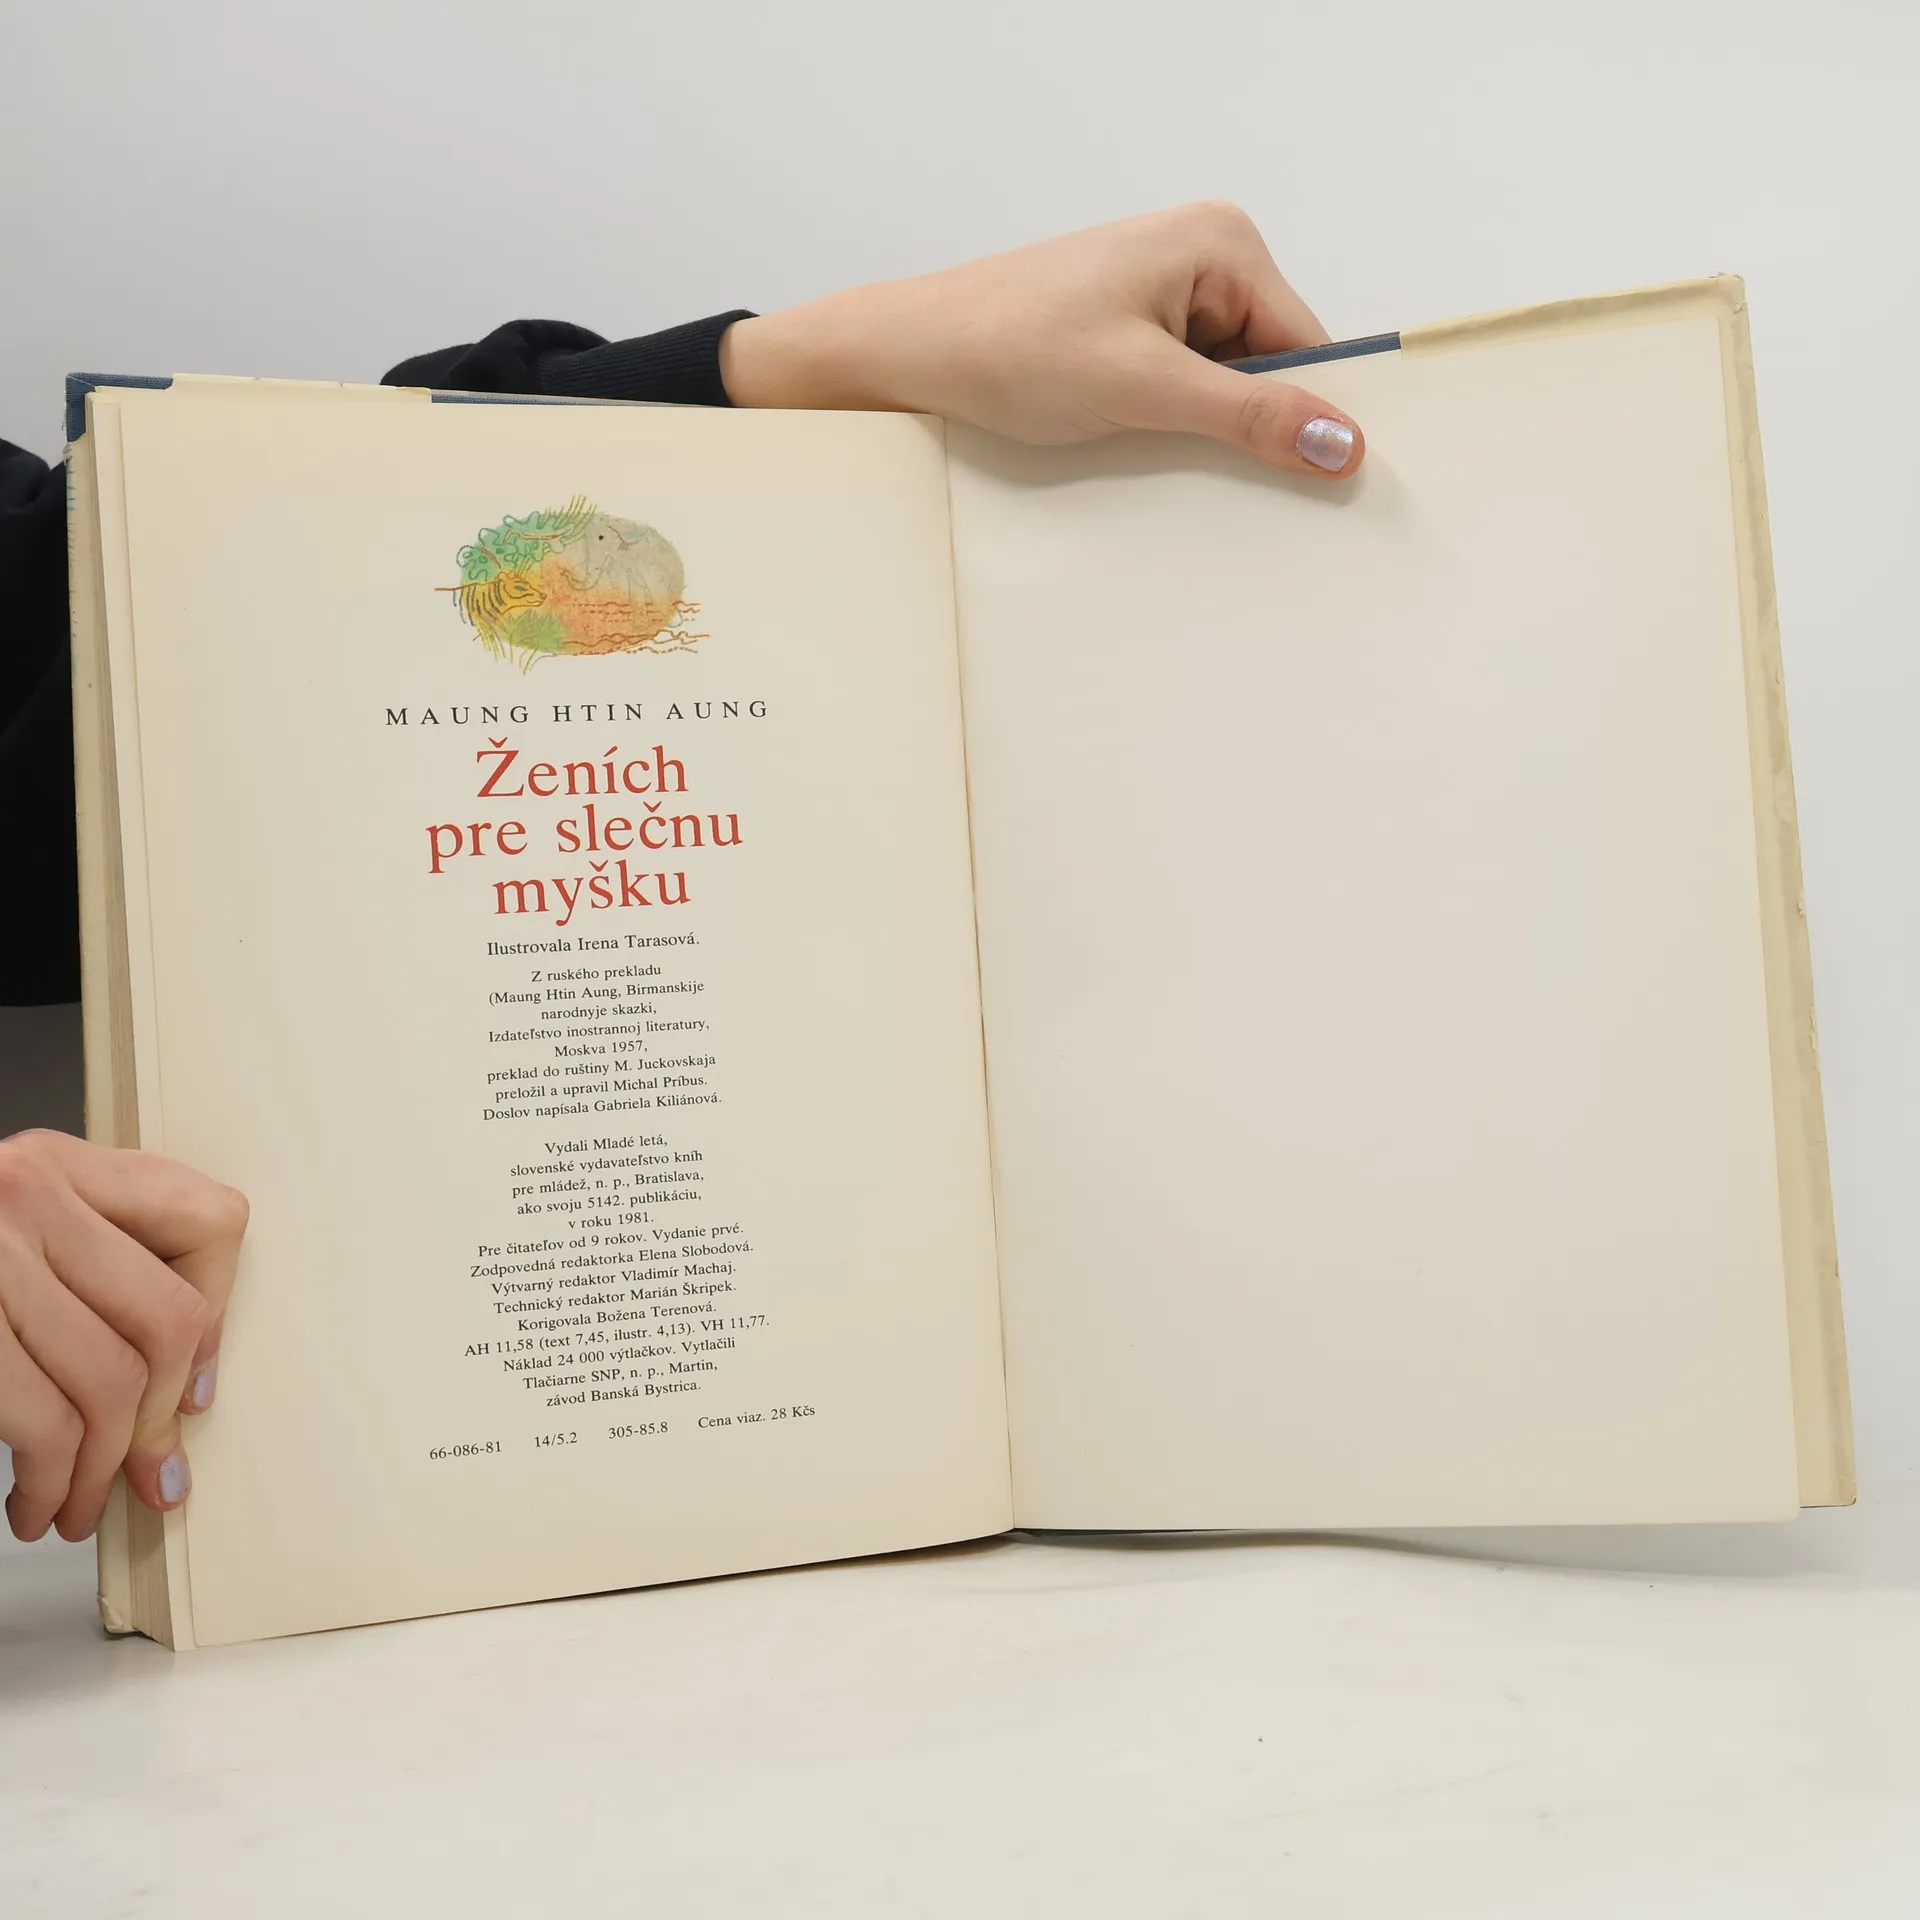 MAUNG HTIN AUNG
Ženích
pre slečnu
myšku
Ilustrovala Irena Tarasová.
Z ruského prekladu
(Maung Htin Aung, Birmanskije
narodnyje skazki,
Izdateľstvo inostrannoj literatury,
Moskva 1957,
preklad do ruštiny M. Juckovskaja
preložil a upravil Michal Príbus.
Doslov napísala Gabriela Kiliánová.
Vydali Mladé letá,
slovenské vydavateľstvo kníh
pre mládež, n. p., Bratislava,
ako svoju 5142. publikáciu,
v roku 1981.
Pre čitateľov od 9 rokov. Vydanie prvé.
Zodpovedná redaktorka Elena Slobodová.
Výtvarný redaktor Vladimír Machaj.
Technický redaktor Marián Škripek.
Korigovala Božena Terenová.
AH 11,58 (text 7,45, ilustr. 4,13). VH 11,77.
Náklad 24 000 výtlačkov. Vytlačili
Tlačiarne SNP, n. p., Martin,
závod Banská Bystrica.
66-086-81 14/5.2 305-85.8 Cena viaz. 28 Kčs